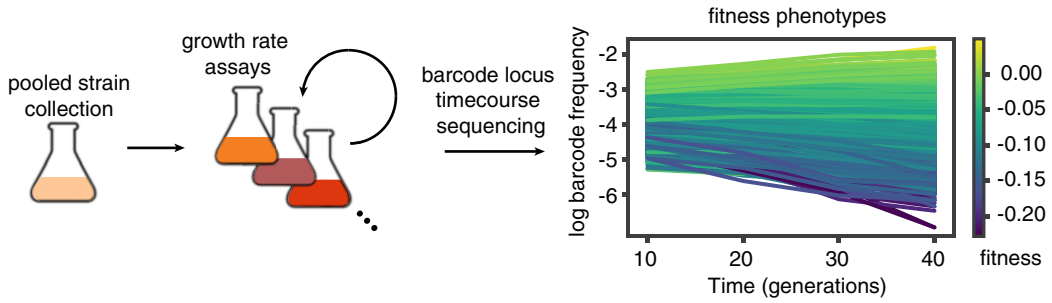 pooled strain
collection
growth rate
assays
barcode locus
timecourse
sequencing
fitness phenotypes
log barcode frequency
-2
-3
-4
-5
-6
10
20
30
40
Time (generations)
0.00
-0.05
-0.10
-0.15
-0.20
fitness